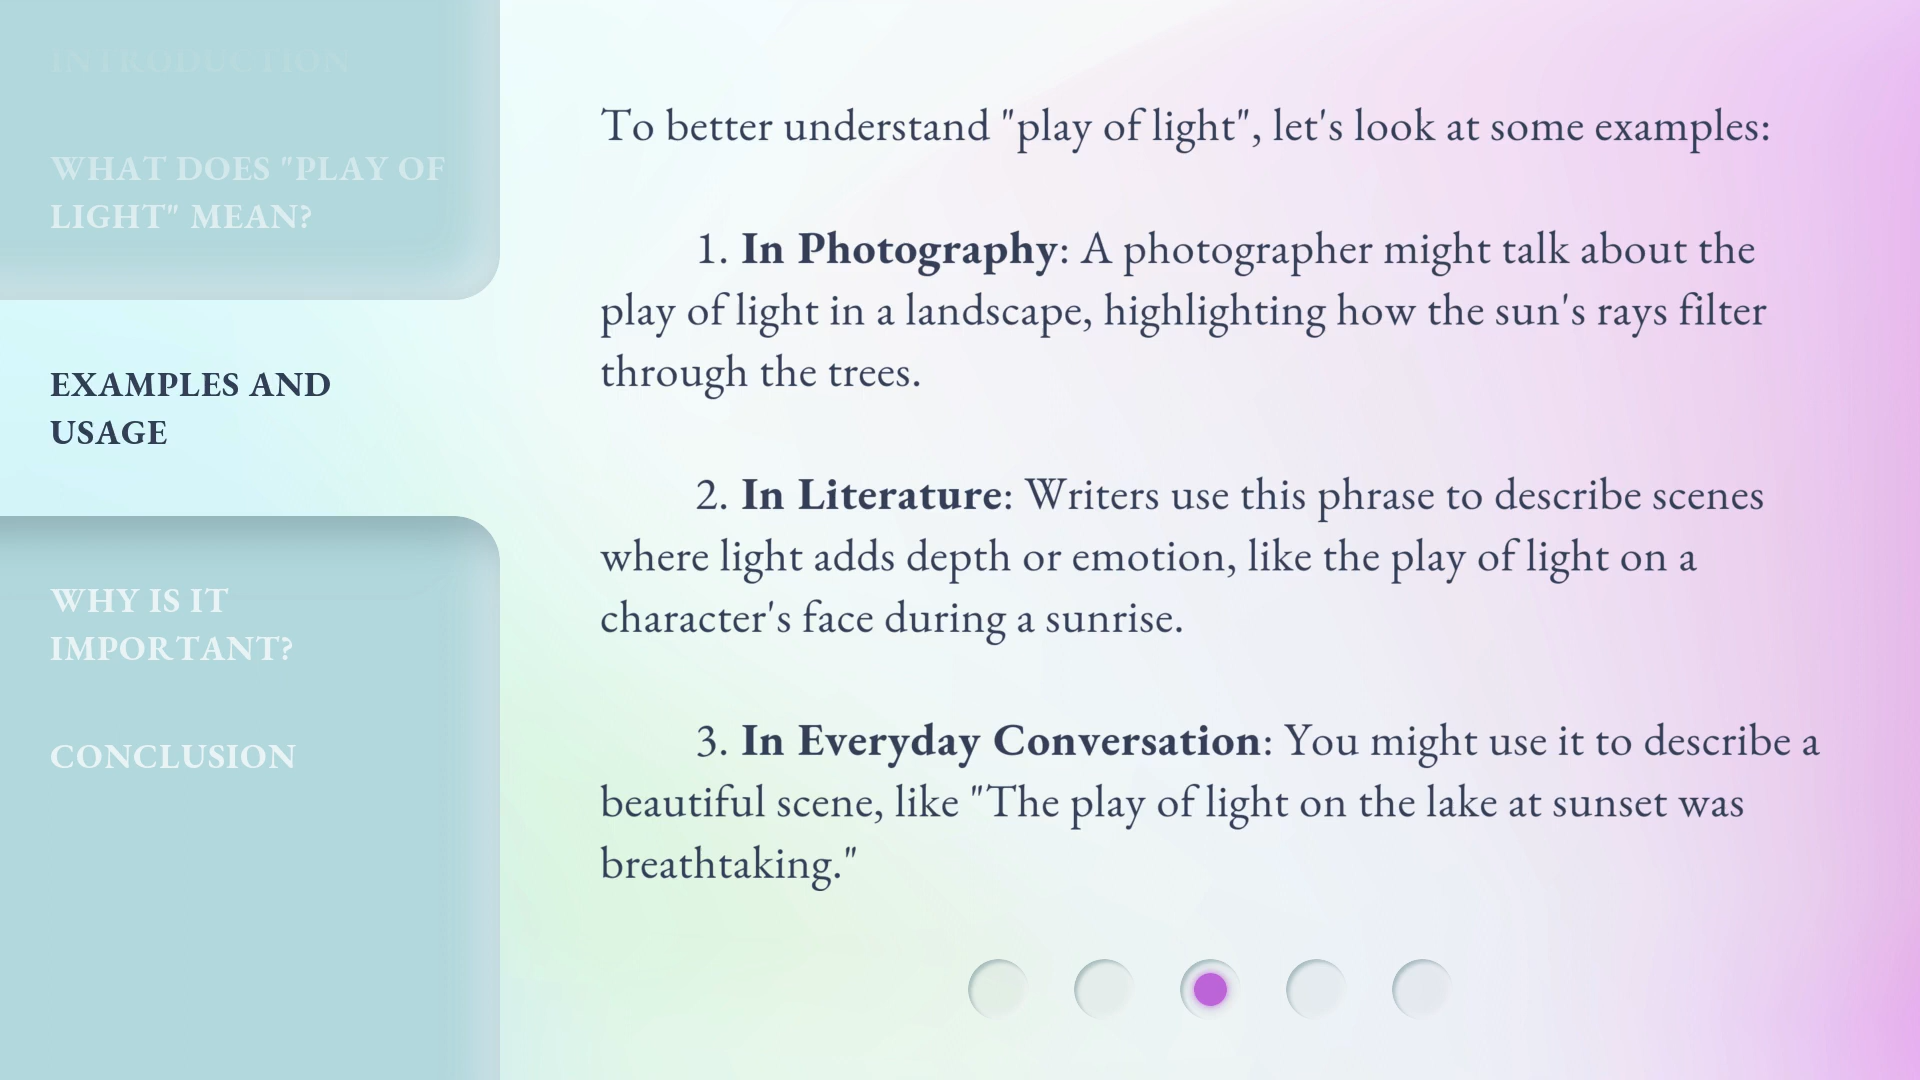 INTRODUCTION
WHAT DOES "PLAY OF
LIGHT" MEAN?
EXAMPLES AND
USAGE
WHY IS IT
IMPORTANT?
CONCLUSION
To better understand "play of light", let's look at some examples:
1. In Photography: A photographer might talk about the
play of light in a landscape, highlighting how the sun's rays filter
through the trees.
2. In Literature: Writers use this phrase to describe scenes
where light adds depth or emotion, like the play of light on a
character's face during a sunrise.
3. In Everyday Conversation: You might use it to describe a
beautiful scene, like "The play of light on the lake at sunset was
breathtaking."